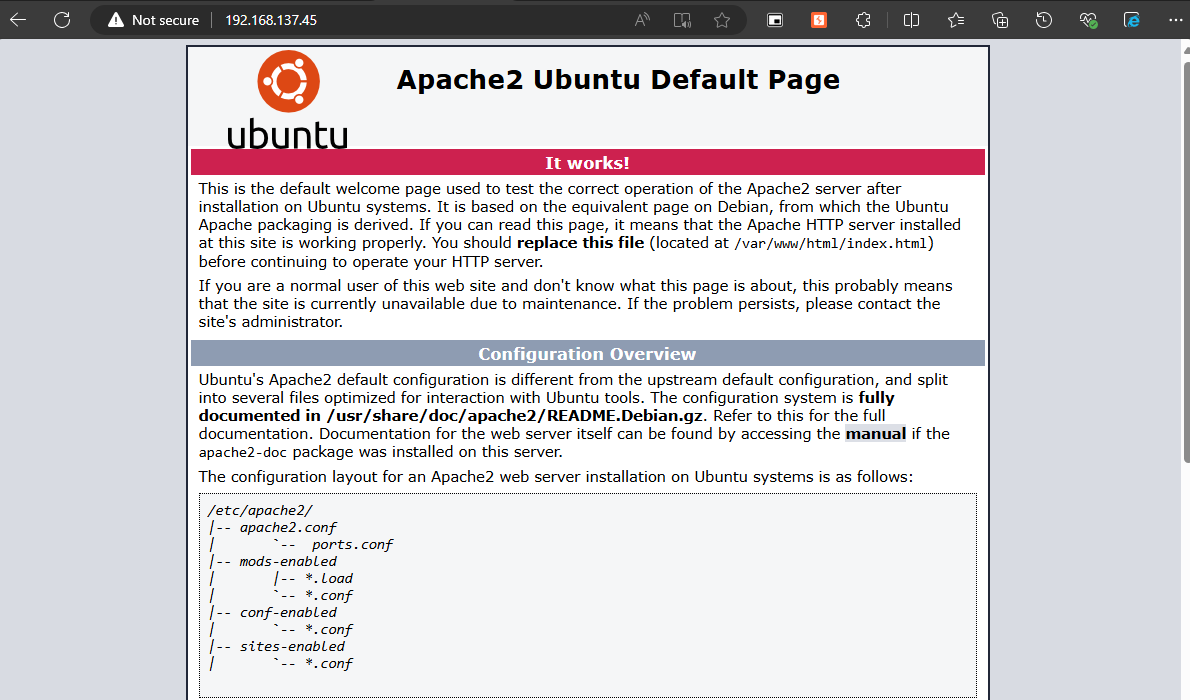 Not secure 192.168.137.45
Apache2 Ubuntu Default Page
ubuntu
It works!
This is the default welcome page used to test the correct operation of the Apache2 server after
installation on Ubuntu systems. It is based on the equivalent page on Debian, from which the Ubuntu
Apache packaging is derived. If you can read this page, it means that the Apache HTTP server installed
at this site is working properly. You should replace this file (located at /var/www/html/index.html)
before continuing to operate your HTTP server.
If you are a normal user of this web site and don't know what this page is about, this probably means
that the site is currently unavailable due to maintenance. If the problem persists, please contact the
site's administrator.
Configuration Overview
Ubuntu's Apache2 default configuration is different from the upstream default configuration, and split
into several files optimized for interaction with Ubuntu tools. The configuration system is fully
documented in /usr/share/doc/apache2/README.Debian.gz. Refer to this for the full
documentation. Documentation for the web server itself can be found by accessing the manual if the
apache2-doc package was installed on this server.
The configuration layout for an Apache2 web server installation on Ubuntu systems is as follows:
/etc/apache2/
|-- apache2.conf
|       `--  ports.conf
|-- mods-enabled
|       |-- *.load
|       `-- *.conf
|-- conf-enabled
|       `-- *.conf
|-- sites-enabled
|       `-- *.conf